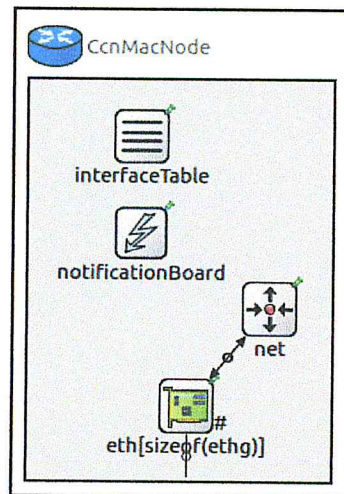 CcnMacNode
interfaceTable
notificationBoard
net
#
eth[sizeof(ethg)]